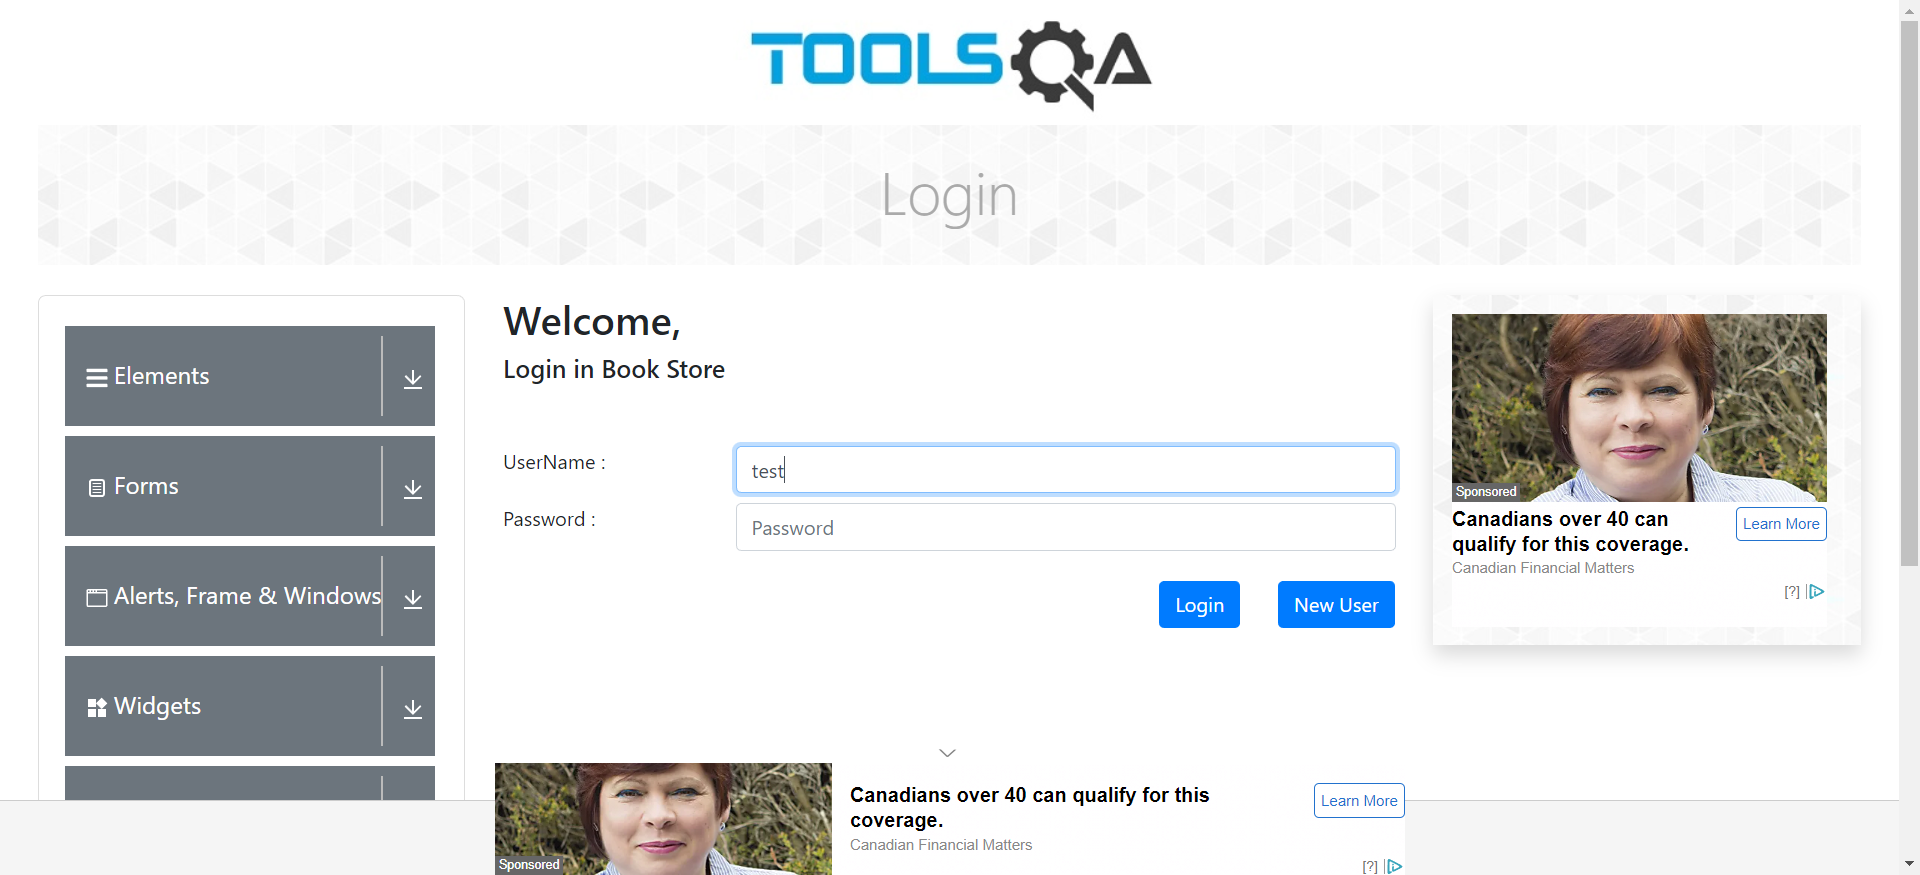 TOOLSQA
Login
Elements
Forms
Alerts, Frame & Windows
Widgets
Welcome,
Login in Book Store
UserName :
test
Password :
Password
Login
New User
Sponsored
Canadians over 40 can
qualify for this coverage.
Canadian Financial Matters
Learn More
[?]
Sponsored
Canadians over 40 can qualify for this
coverage.
Canadian Financial Matters
Learn More
[?]